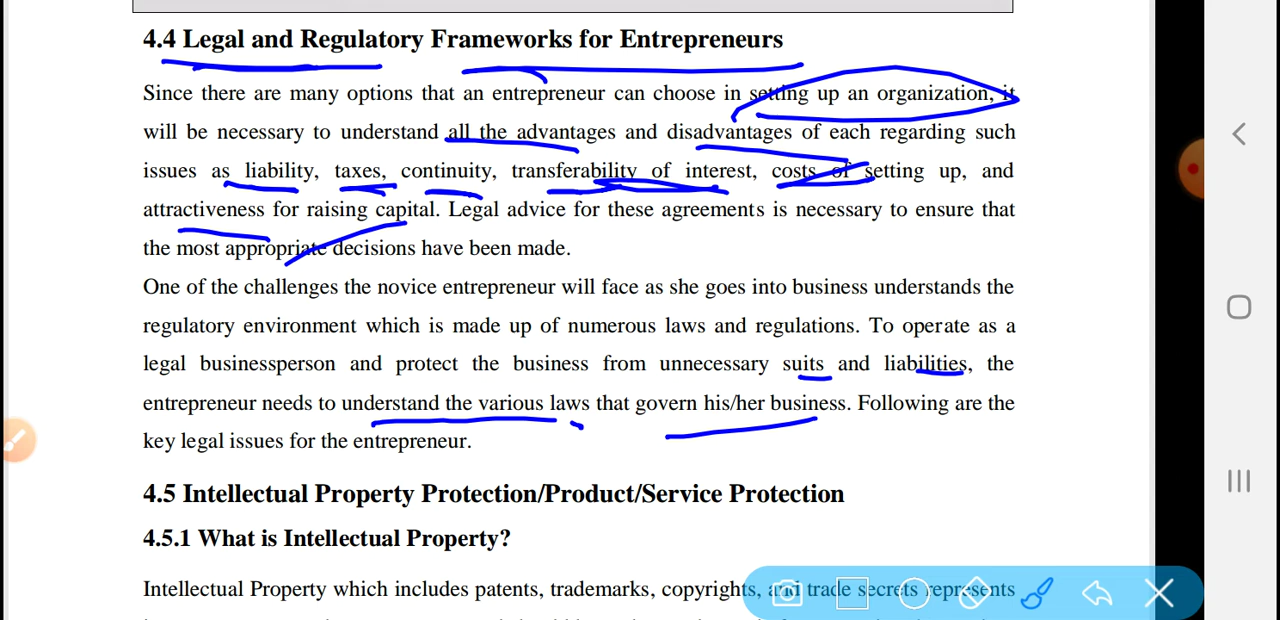 4.4 Legal and Regulatory Frameworks for Entrepreneurs
Since there are many options that an entrepreneur can choose in setting up an organization, it
will be necessary to understand all the advantages and disadvantages of each regarding such
issues as liability, taxes, continuity, transferability of interest, costs of setting up, and
attractiveness for raising capital. Legal advice for these agreements is necessary to ensure that
the most appropriate decisions have been made.
One of the challenges the novice entrepreneur will face as she goes into business understands the
regulatory environment which is made up of numerous laws and regulations. To operate as a
legal businessperson and protect the business from unnecessary suits and liabilities, the
entrepreneur needs to understand the various laws that govern his/her business. Following are the
key legal issues for the entrepreneur.
4.5 Intellectual Property Protection/Product/Service Protection
4.5.1 What is Intellectual Property?
Intellectual Property which includes patents, trademarks, copyrights, and trade secrets represents